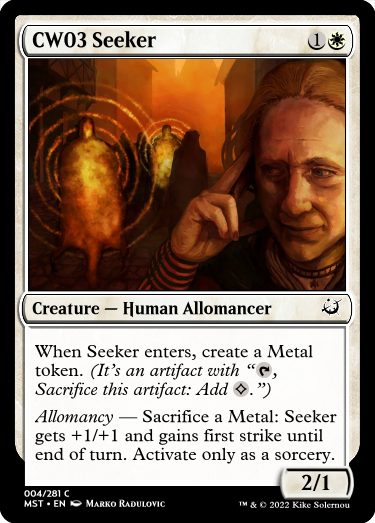 CW03 Seeker 1
Creature — Human Allomancer
When Seeker enters, create a Metal
token. (It's an artifact with “,
Sacrifice this artifact: Add .”)
Allomancy — Sacrifice a Metal: Seeker
gets +1/+1 and gains first strike until
end of turn. Activate only as a sorcery.
2/1
004/281 C
MST • EN Marko Radulovic
™ & © 2022 Kike Solernou